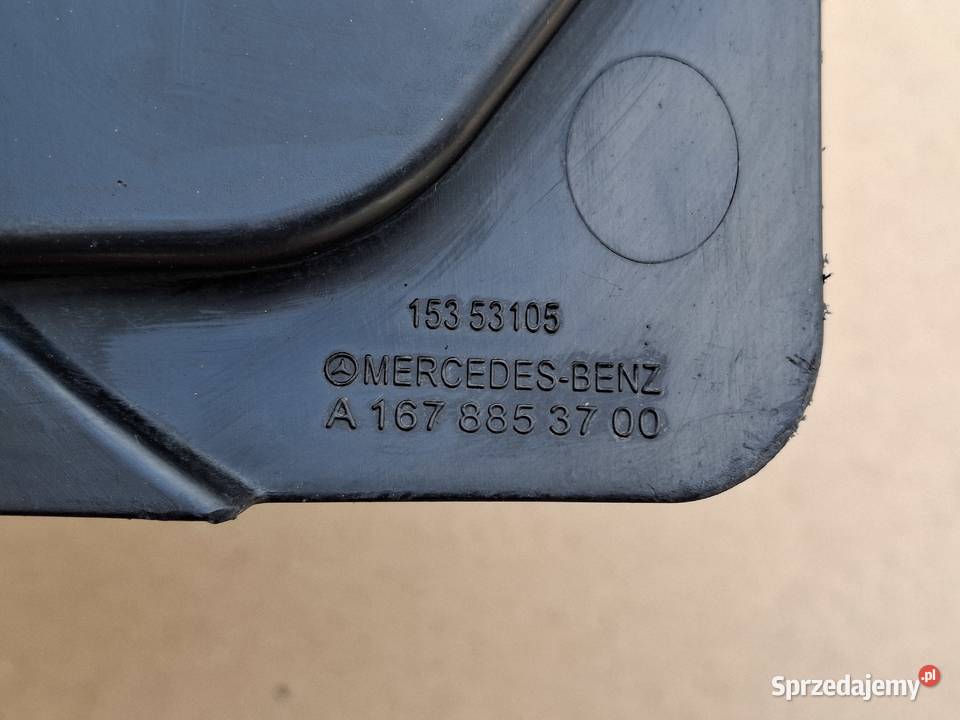 153 53105
MERCEDES-BENZ
A 167 885 37 00
Sprzedajemy.pl